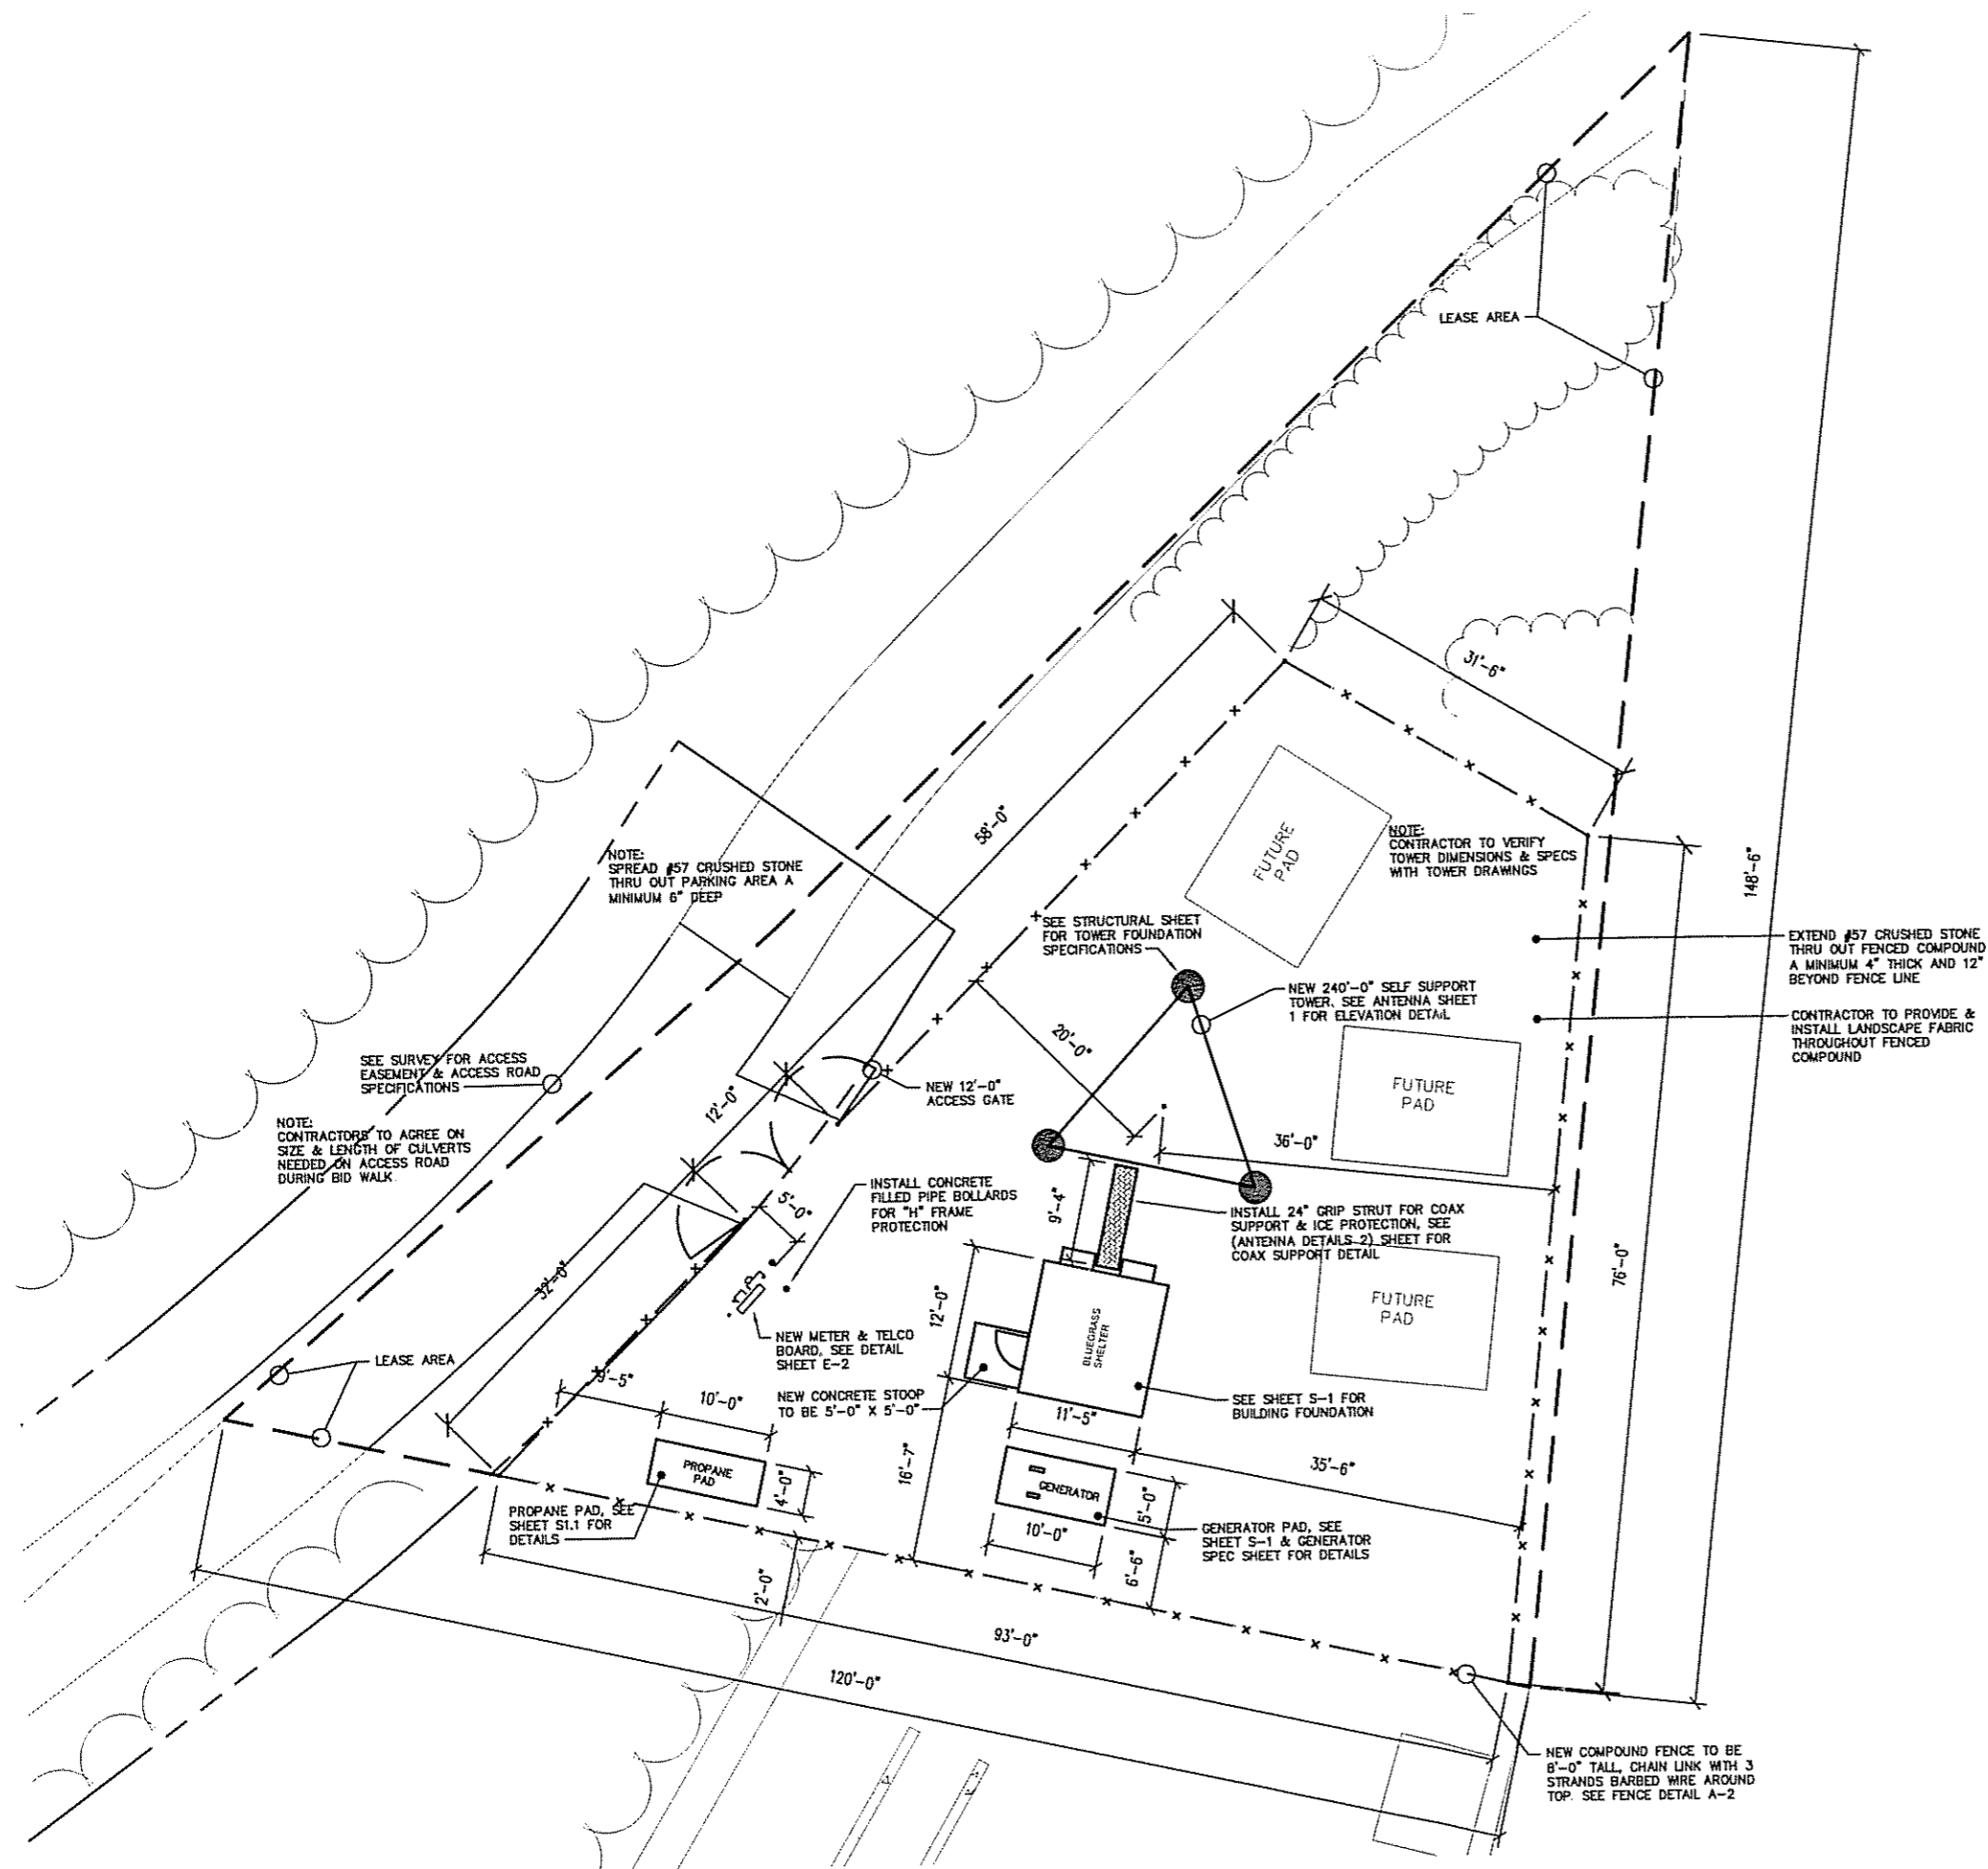 LEASE AREA
31'-6"
58'-0"
148'-6"
NOTE:
SPREAD #57 CRUSHED STONE
THRU OUT PARKING AREA A
MINIMUM 6" DEEP
FUTURE
PAD
NOTE:
CONTRACTOR TO VERIFY
TOWER DIMENSIONS & SPECS
WITH TOWER DRAWINGS
SEE STRUCTURAL SHEET
FOR TOWER FOUNDATION
SPECIFICATIONS
EXTEND #57 CRUSHED STONE
THRU OUT FENCED COMPOUND
A MINIMUM 4" THICK AND 12"
BEYOND FENCE LINE
NEW 240'-0" SELF SUPPORT
TOWER, SEE ANTENNA SHEET
1 FOR ELEVATION DETAIL
CONTRACTOR TO PROVIDE &
INSTALL LANDSCAPE FABRIC
THROUGHOUT FENCED
COMPOUND
20'-0"
SEE SURVEY FOR ACCESS
EASEMENT & ACCESS ROAD
SPECIFICATIONS
NEW 12'-0"
ACCESS GATE
12'-0"
FUTURE
PAD
NOTE:
CONTRACTORS TO AGREE ON
SIZE & LENGTH OF CULVERTS
NEEDED ON ACCESS ROAD
DURING BID WALK.
36'-0"
INSTALL CONCRETE
FILLED PIPE BOLLARDS
FOR "H" FRAME
PROTECTION
5'-0"
9'-4"
INSTALL 24" GRIP STRUT FOR COAX
SUPPORT & ICE PROTECTION, SEE
(ANTENNA DETAILS 2) SHEET FOR
COAX SUPPORT DETAIL
76'-0"
32'-0"
12'-0"
FUTURE
PAD
BLUEGRASS
SHELTER
NEW METER & TELCO
BOARD, SEE DETAIL
SHEET E-2
LEASE AREA
9'-5"
10'-0"
NEW CONCRETE STOOP
TO BE 5'-0" X 5'-0"
SEE SHEET S-1 FOR
BUILDING FOUNDATION
11'-5"
35'-6"
16'-7"
PROPANE
PAD
4'-0"
GENERATOR
5'-0"
PROPANE PAD, SEE
SHEET S1.1 FOR
DETAILS
10'-0"
GENERATOR PAD, SEE
SHEET S-1 & GENERATOR
SPEC SHEET FOR DETAILS
6'-6"
2'-0"
93'-0"
120'-0"
NEW COMPOUND FENCE TO BE
8'-0" TALL, CHAIN LINK WITH 3
STRANDS BARBED WIRE AROUND
TOP. SEE FENCE DETAIL A-2